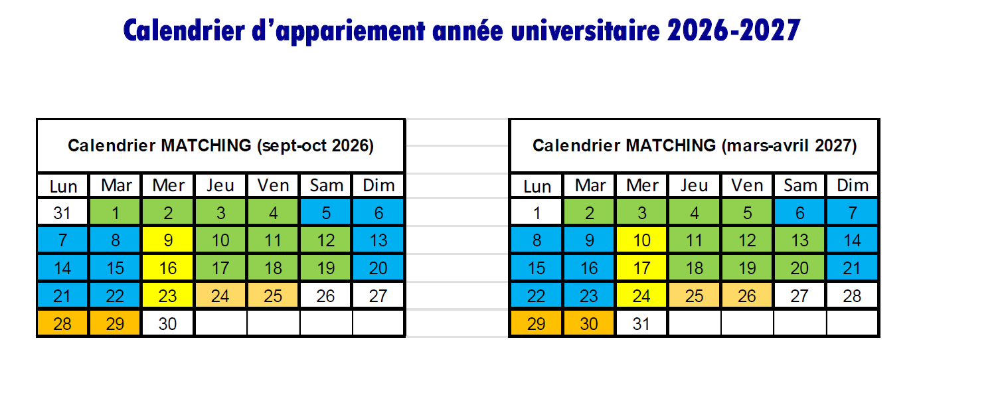 Calendrier d’appariement année universitaire 2026-2027
Calendrier MATCHING (sept-oct 2026)
Lun Mar Mer Jeu Ven Sam Dim
31 1 2 3 4 5 6
7 8 9 10 11 12 13
14 15 16 17 18 19 20
21 22 23 24 25 26 27
28 29 30
Calendrier MATCHING (mars-avril 2027)
Lun Mar Mer Jeu Ven Sam Dim
1 2 3 4 5 6 7
8 9 10 11 12 13 14
15 16 17 18 19 20 21
22 23 24 25 26 27 28
29 30 31